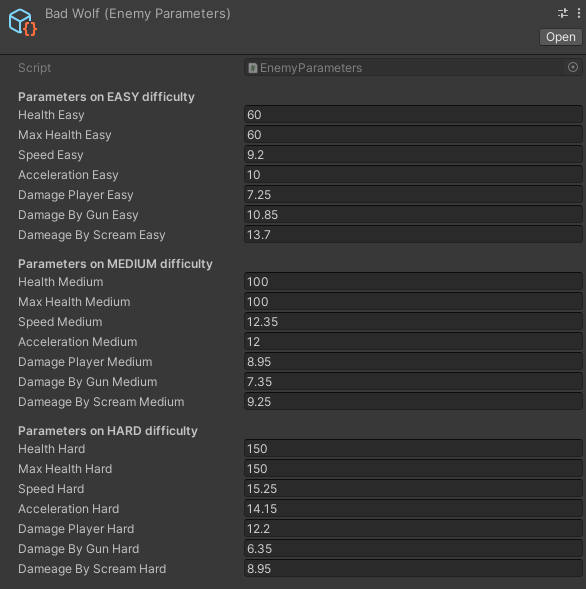 Bad Wolf (Enemy Parameters)
Open
Script EnemyParameters
Parameters on EASY difficulty
Health Easy 60
Max Health Easy 60
Speed Easy 9.2
Acceleration Easy 10
Damage Player Easy 7.25
Damage By Gun Easy 10.85
Dameage By Scream Easy 13.7
Parameters on MEDIUM difficulty
Health Medium 100
Max Health Medium 100
Speed Medium 12.35
Acceleration Medium 12
Damage Player Medium 8.95
Damage By Gun Medium 7.35
Dameage By Scream Medium 9.25
Parameters on HARD difficulty
Health Hard 150
Max Health Hard 150
Speed Hard 15.25
Acceleration Hard 14.15
Damage Player Hard 12.2
Damage By Gun Hard 6.35
Dameage By Scream Hard 8.95